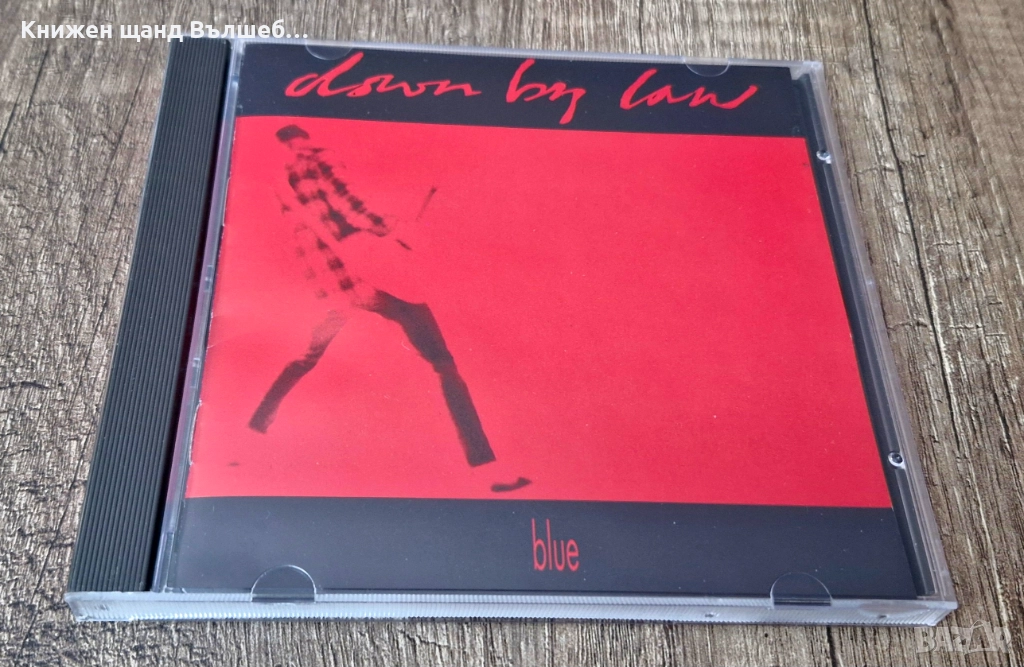 Книжен щанд Вълшеб...
down by law
blue